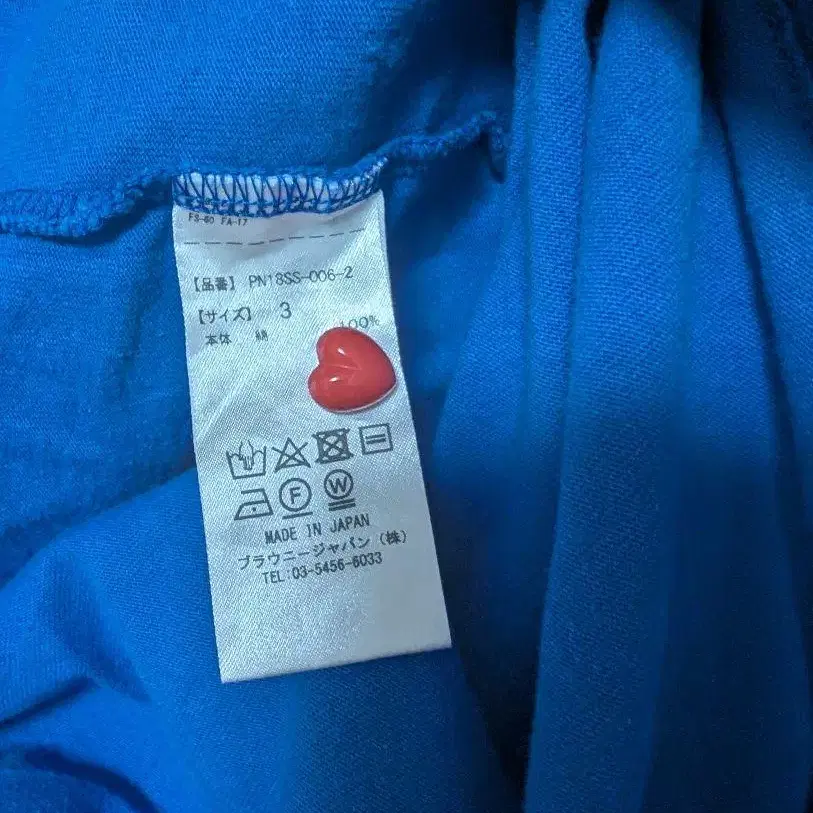 FS-60 FA-17
【品番】 PN18SS-006-2
【サイズ】 3
本体 綿 100%
F W
MADE IN JAPAN
ブラウニージャパン(株)
TEL:03-5456-6033